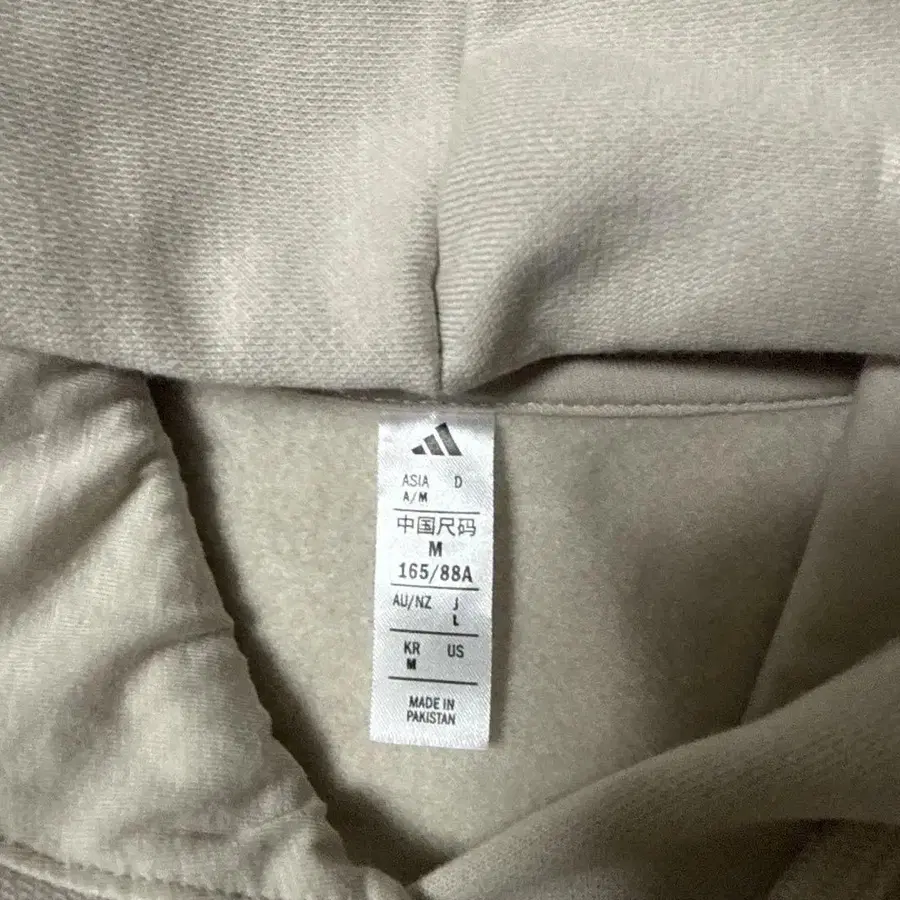 ASIA D
A/M
中国尺码
M
165/88A
AU/NZ J
L
KR US
M
MADE IN
PAKISTAN